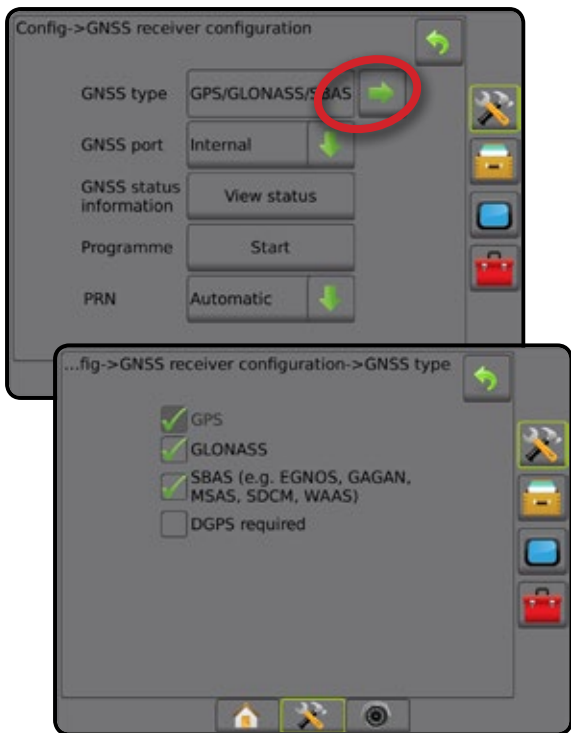 Config->GNSS receiver configuration
GNSS type GPS/GLONASS/SBAS
GNSS port Internal
GNSS status
information
View status
Programme Start
PRN Automatic
...fig->GNSS receiver configuration->GNSS type
GPS
GLONASS
SBAS (e.g. EGNOS, GAGAN,
MSAS, SDCM, WAAS)
DGPS required